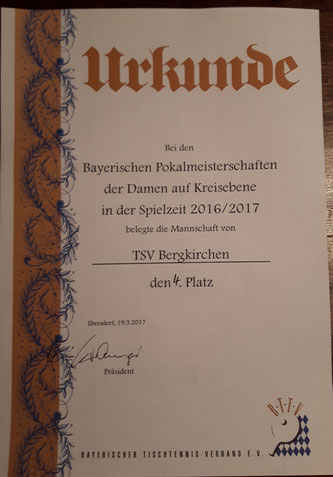 Urkunde
Bei den
Bayerischen Pokalmeisterschaften
der Damen auf Kreisebene
in der Spielzeit 2016/2017
belegte die Mannschaft von
TSV Bergkirchen
den 4. Platz
Ebersdorf, 19.3.2017
Präsident
B·T·T·V
BAYERISCHER TISCHTENNIS VERBAND E.V.